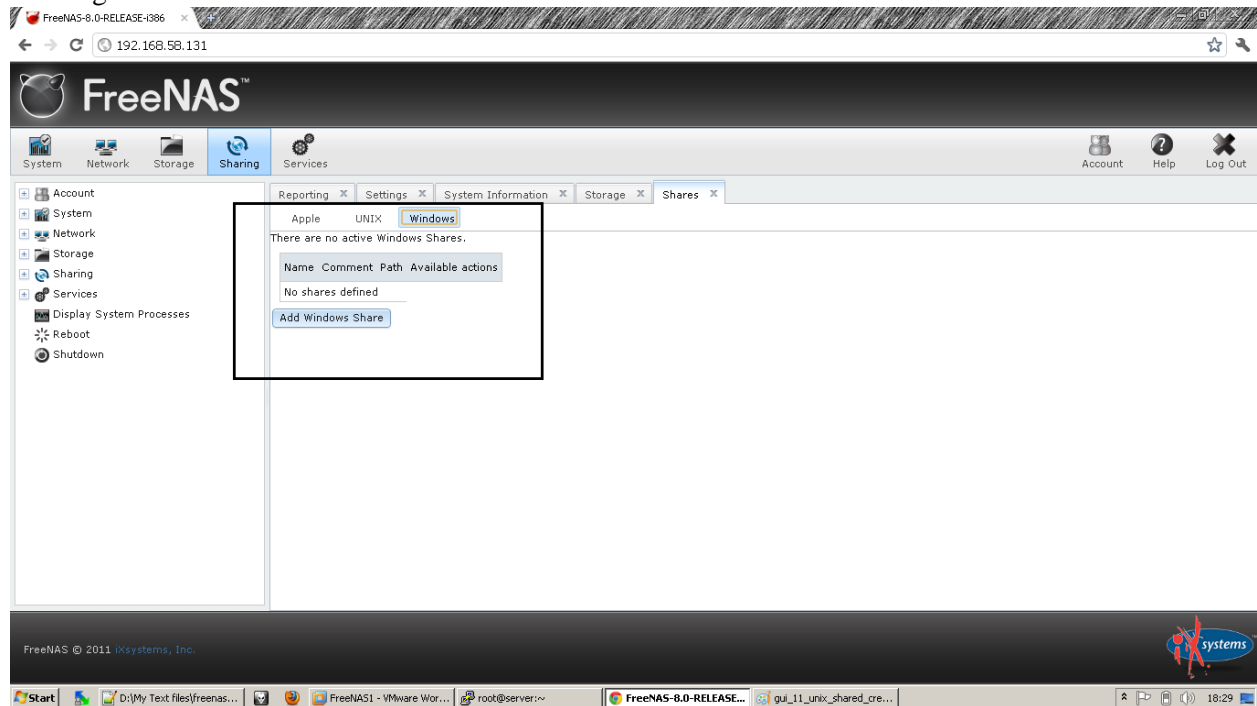 FreeNAS-8.0-RELEASE-i386
192.168.58.131
FreeNAS™
System Network Storage Sharing Services Account Help Log Out
Account
System
Network
Storage
Sharing
Services
Display System Processes
Reboot
Shutdown
Reporting Settings System Information Storage Shares
Apple UNIX Windows
There are no active Windows Shares.
Name Comment Path Available actions
No shares defined
Add Windows Share
FreeNAS © 2011 iXsystems, Inc.
iXsystems™
Start D:\My Text files\freenas... FreeNAS1 - VMware Wor... root@server:~ FreeNAS-8.0-RELEASE... gui_11_unix_shared_cre... 18:29